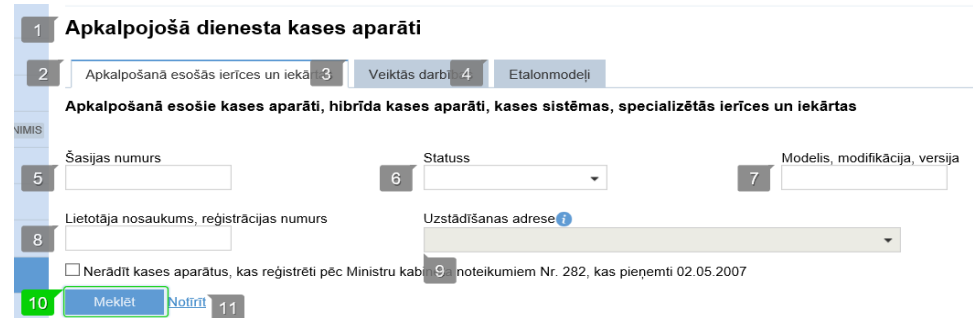 1 Apkalpojošā dienesta kases aparāti
2 Apkalpošanā esošās ierīces un iekārtas 3 Veiktās 4 Etalonmodeļi
Apkalpošanā esošie kases aparāti, hibrīda kases aparāti, kases sistēmas, specializētās ierīces un iekārtas
NIMIS
Šasijas numurs Statuss Modelis, modifikācija, versija
5 6 7
Lietotāja nosaukums, reģistrācijas numurs Uzstādīšanas adrese i
8
9
Nerādīt kases aparātus, kas reģistrēti pēc Ministru kabineta noteikumiem Nr. 282, kas pieņemti 02.05.2007
10 Meklēt Notīrīt 11